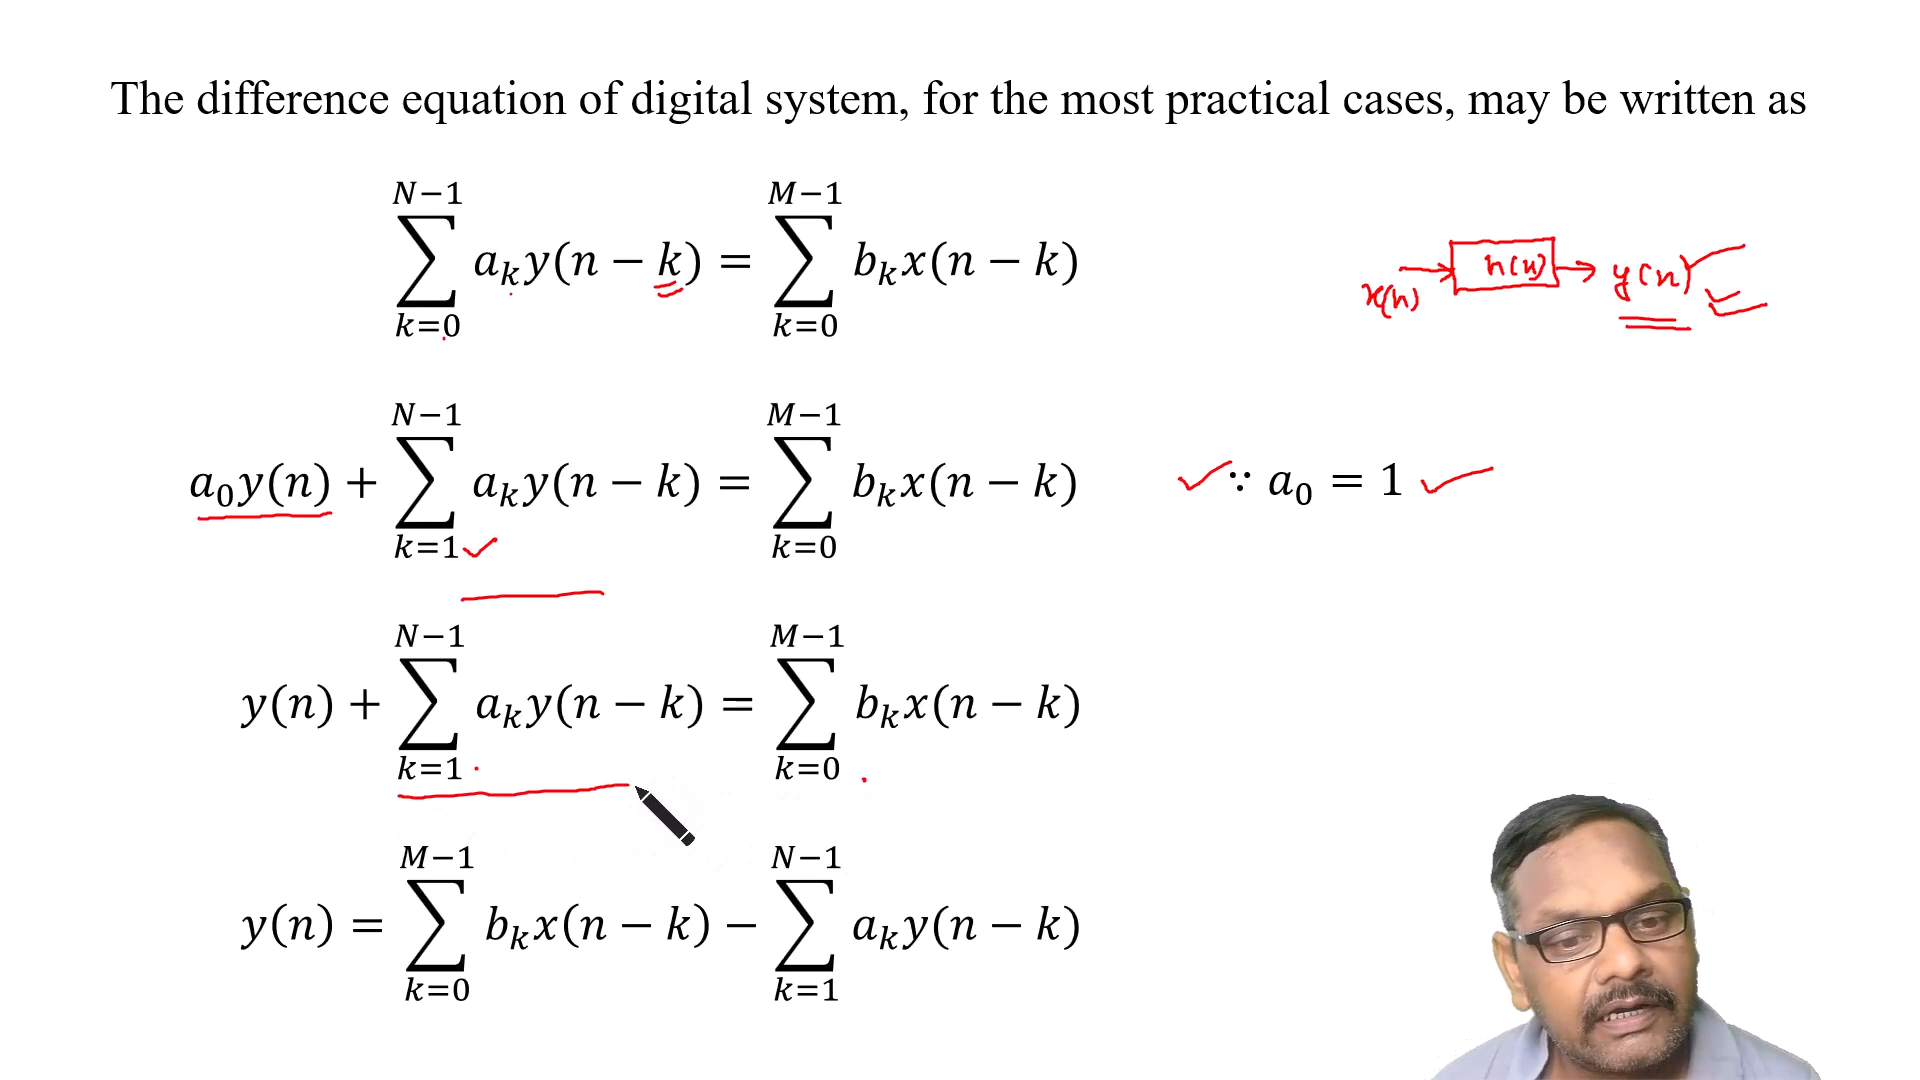 The difference equation of digital system, for the most practical cases, may be written as
∑_{k=0}^{N−1} a_k y(n − k) = ∑_{k=0}^{M−1} b_k x(n − k)
x(n) h(n) y(n)
a_0 y(n) + ∑_{k=1}^{N−1} a_k y(n − k) = ∑_{k=0}^{M−1} b_k x(n − k) ∵ a_0 = 1
y(n) + ∑_{k=1}^{N−1} a_k y(n − k) = ∑_{k=0}^{M−1} b_k x(n − k)
y(n) = ∑_{k=0}^{M−1} b_k x(n − k) − ∑_{k=1}^{N−1} a_k y(n − k)